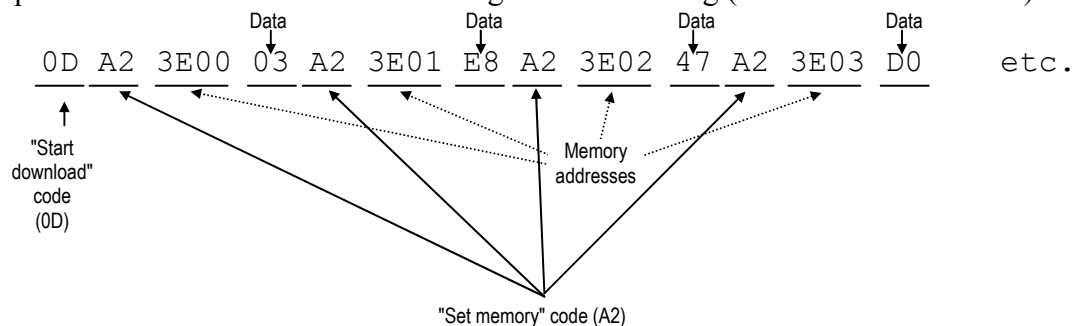 Data Data Data Data
0D A2 3E00 03 A2 3E01 E8 A2 3E02 47 A2 3E03 D0 etc.
"Start
download"
code
(0D)
Memory
addresses
"Set memory" code (A2)